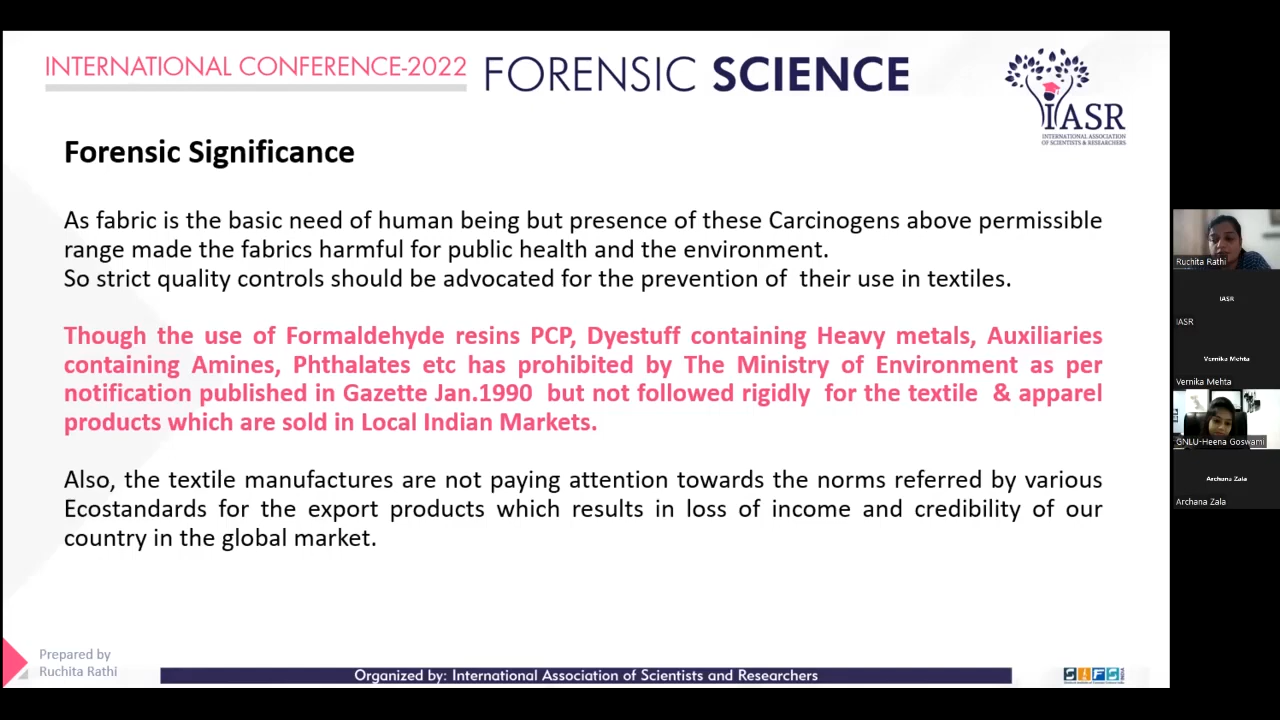 INTERNATIONAL CONFERENCE-2022 FORENSIC SCIENCE
IASR
INTERNATIONAL ASSOCIATION
OF SCIENTISTS & RESEARCHERS
Forensic Significance
As fabric is the basic need of human being but presence of these Carcinogens above permissible
range made the fabrics harmful for public health and the environment.
So strict quality controls should be advocated for the prevention of their use in textiles.
Though the use of Formaldehyde resins PCP, Dyestuff containing Heavy metals, Auxiliaries
containing Amines, Phthalates etc has prohibited by The Ministry of Environment as per
notification published in Gazette Jan.1990 but not followed rigidly for the textile & apparel
products which are sold in Local Indian Markets.
Also, the textile manufactures are not paying attention towards the norms referred by various
Ecostandards for the export products which results in loss of income and credibility of our
country in the global market.
Prepared by
Ruchita Rathi
Organized by: International Association of Scientists and Researchers
SIFS
INDIA
Ruchita Rathi
IASR
IASR
Vernika Mehta
Vernika Mehta
GNLU-Heena Goswami
Archana Zala
Archana Zala